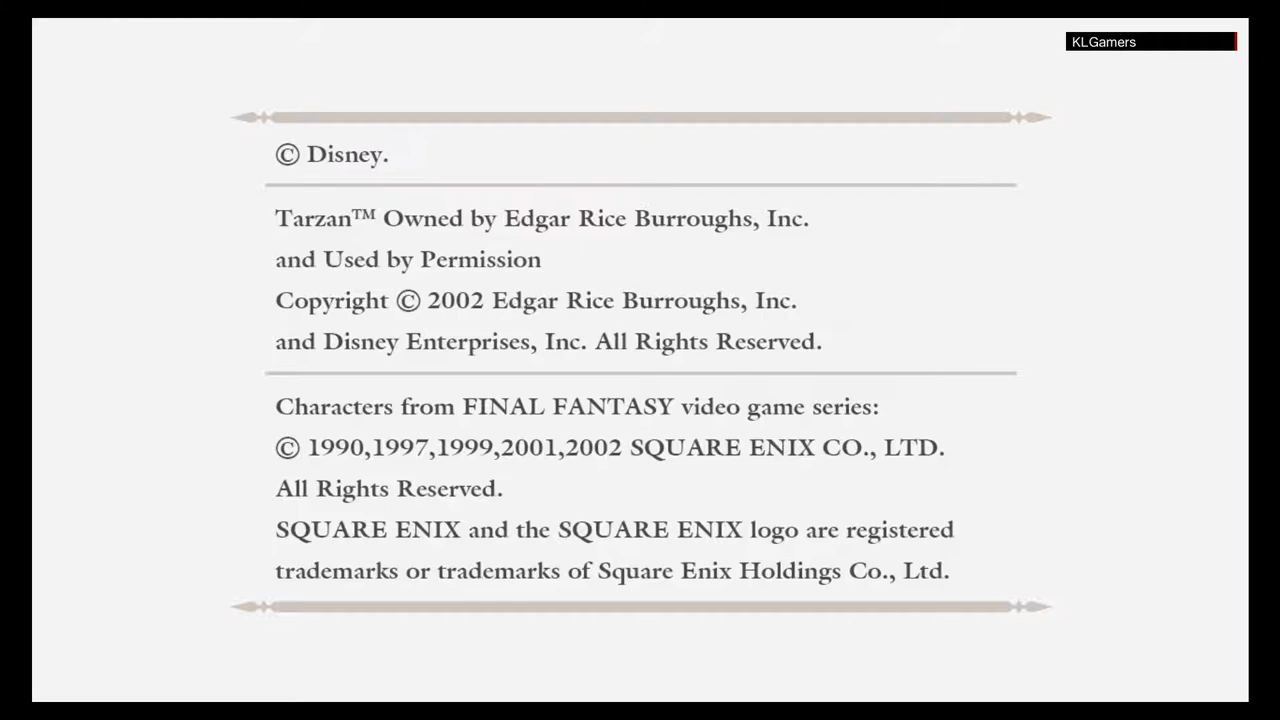 KLGamers
© Disney.
Tarzan™ Owned by Edgar Rice Burroughs, Inc.
and Used by Permission
Copyright © 2002 Edgar Rice Burroughs, Inc.
and Disney Enterprises, Inc. All Rights Reserved.
Characters from FINAL FANTASY video game series:
© 1990,1997,1999,2001,2002 SQUARE ENIX CO., LTD.
All Rights Reserved.
SQUARE ENIX and the SQUARE ENIX logo are registered
trademarks or trademarks of Square Enix Holdings Co., Ltd.